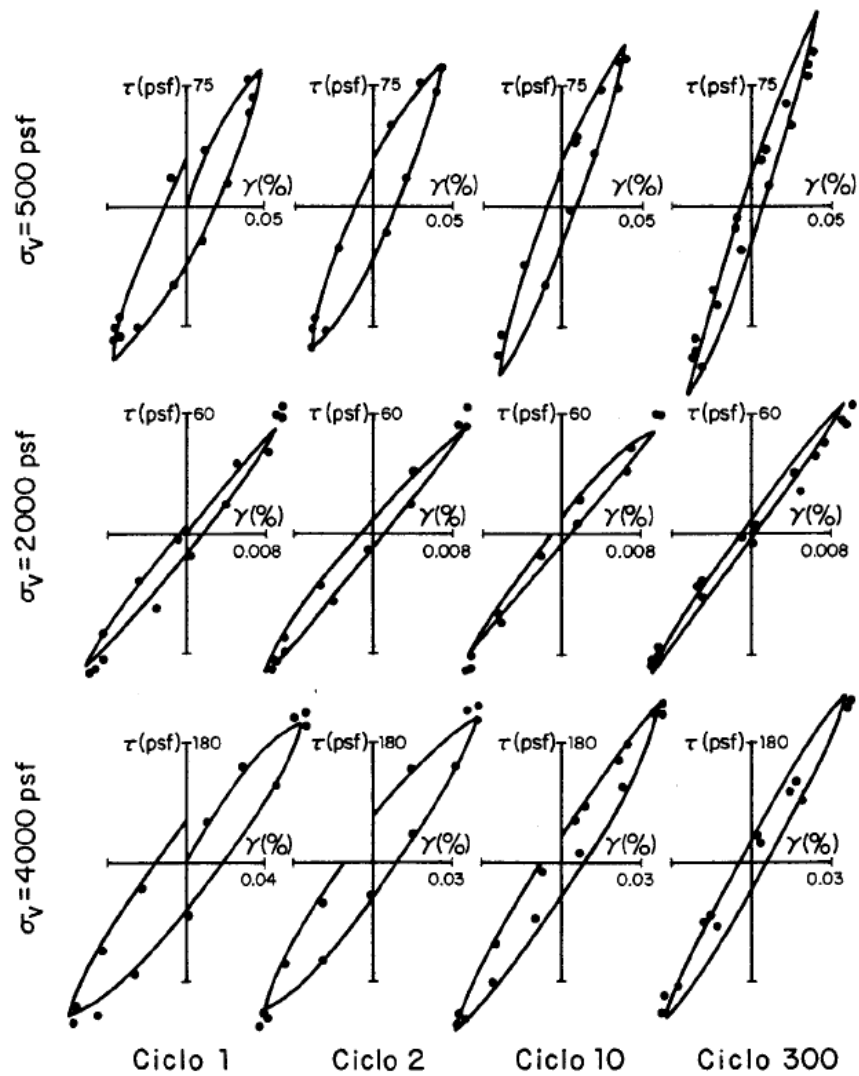 σv=500 psf
τ(psf) 75
γ(%)
0.05
τ(psf) 75
γ(%)
0.05
τ(psf) 75
γ(%)
0.05
τ(psf) 75
γ(%)
0.05
σv=2000 psf
τ(psf) 60
γ(%)
0.008
τ(psf) 60
γ(%)
0.008
τ(psf) 60
γ(%)
0.008
τ(psf) 60
γ(%)
0.008
σv=4000 psf
τ(psf) 180
γ(%)
0.04
τ(psf) 180
γ(%)
0.03
τ(psf) 180
γ(%)
0.03
τ(psf) 180
γ(%)
0.03
Ciclo 1 Ciclo 2 Ciclo 10 Ciclo 300